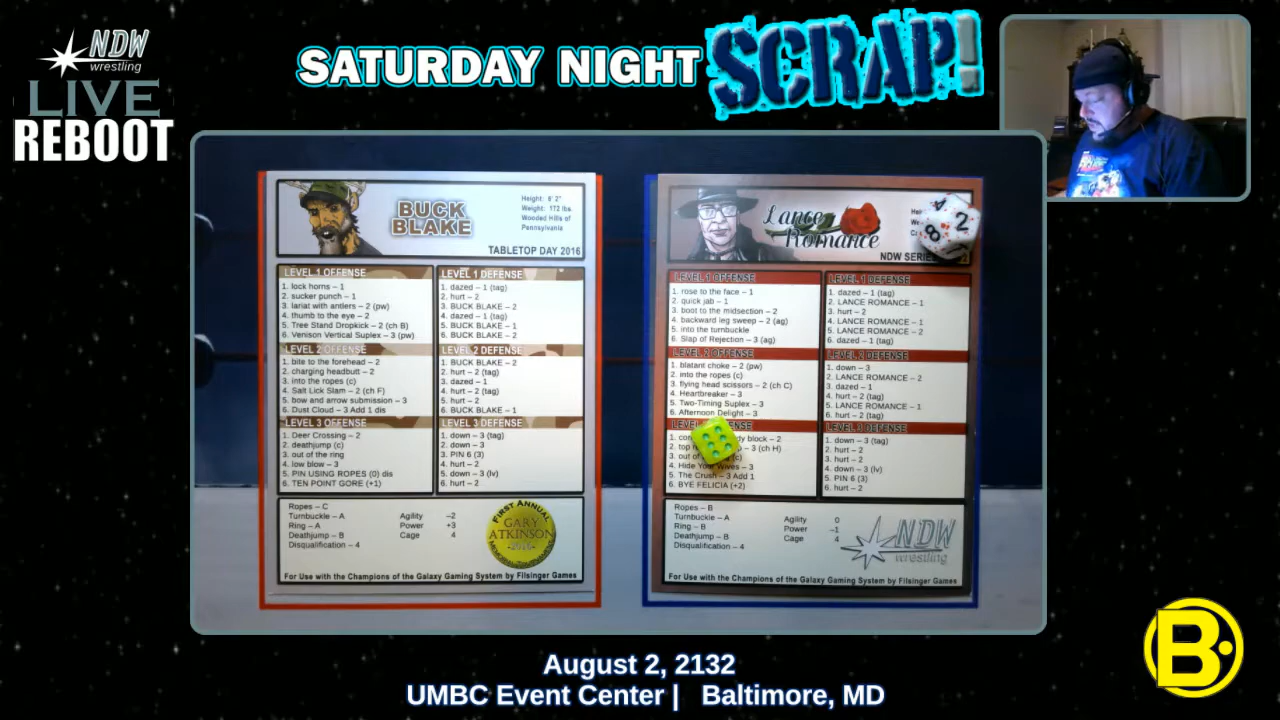 NDW
wrestling
LIVE
REBOOT
SATURDAY NIGHT SCRAP!
BUCK
BLAKE
Height: 6' 2"
Weight: 172 lbs.
Wooded Hills of
Pennsylvania
TABLETOP DAY 2016
LEVEL 1 OFFENSE
1. lock horns – 1
2. sucker punch – 1
3. lariat with antlers – 2 (pw)
4. thumb to the eye – 2
5. Tree Stand Dropkick – 2 (ch B)
6. Venison Vertical Suplex – 3 (pw)
LEVEL 1 DEFENSE
1. dazed – 1 (tag)
2. hurt – 2
3. BUCK BLAKE – 2
4. dazed – 1 (tag)
5. BUCK BLAKE – 1
6. BUCK BLAKE – 2
LEVEL 2 OFFENSE
1. bite to the forehead – 2
2. charging headbutt – 2
3. into the ropes (c)
4. Salt Lick Slam – 2 (ch F)
5. bow and arrow submission – 3
6. Dust Cloud – 3 Add 1 dis
LEVEL 2 DEFENSE
1. BUCK BLAKE – 2
2. hurt – 2 (tag)
3. dazed – 1
4. hurt – 2 (tag)
5. hurt – 2
6. BUCK BLAKE – 1
LEVEL 3 OFFENSE
1. Deer Crossing – 2
2. deathjump (c)
3. out of the ring
4. low blow – 3
5. PIN USING ROPES (0) dis
6. TEN POINT GORE (+1)
LEVEL 3 DEFENSE
1. down – 3 (tag)
2. down – 3
3. PIN 6 (3)
4. hurt – 2
5. down – 3 (lv)
6. hurt – 2
Ropes – C
Turnbuckle – A
Ring – A
Deathjump – B
Disqualification – 4
Agility –2
Power +3
Cage 4
FIRST ANNUAL
GARY
ATKINSON
For Use with the Champions of the Galaxy Gaming System by Filsinger Games
Lance
Romance
NDW
LEVEL 1 OFFENSE
1. rose to the face – 1
2. quick jab – 1
3. boot to the midsection – 2
4. backward leg sweep – 2 (ag)
5. into the turnbuckle
6. Slap of Rejection – 3 (ag)
LEVEL 1 DEFENSE
1. dazed – 1 (tag)
2. LANCE ROMANCE – 1
3. hurt – 2
4. LANCE ROMANCE – 1
5. LANCE ROMANCE – 2
6. dazed – 1 (tag)
LEVEL 2 OFFENSE
1. blatant choke – 2 (pw)
2. into the ropes (c)
3. flying head scissors – 2 (ch C)
4. Heartbreaker – 3
5. Two-Timing Suplex – 3
6. Afternoon Delight – 3
LEVEL 2 DEFENSE
1. down – 3
2. LANCE ROMANCE – 2
3. dazed – 1
4. hurt – 2 (tag)
5. LANCE ROMANCE – 1
6. hurt – 2 (tag)
1. block – 2
2. top – 3 (ch H)
3. out of (c)
4. Hide Your Wives – 3
5. The Crush – 3 Add 1
6. BYE FELICIA (+2)
LEVEL 3 DEFENSE
1. down – 3 (tag)
2. hurt – 2
3. hurt – 2
4. down – 3 (lv)
5. PIN 6 (3)
6. hurt – 2
Ropes – B
Turnbuckle – A
Ring – B
Deathjump – B
Disqualification – 4
Agility 0
Power –1
Cage 4
NDW
wrestling
For Use with the Champions of the Galaxy Gaming System by Filsinger Games
4
2
8
B
August 2, 2132
UMBC Event Center | Baltimore, MD